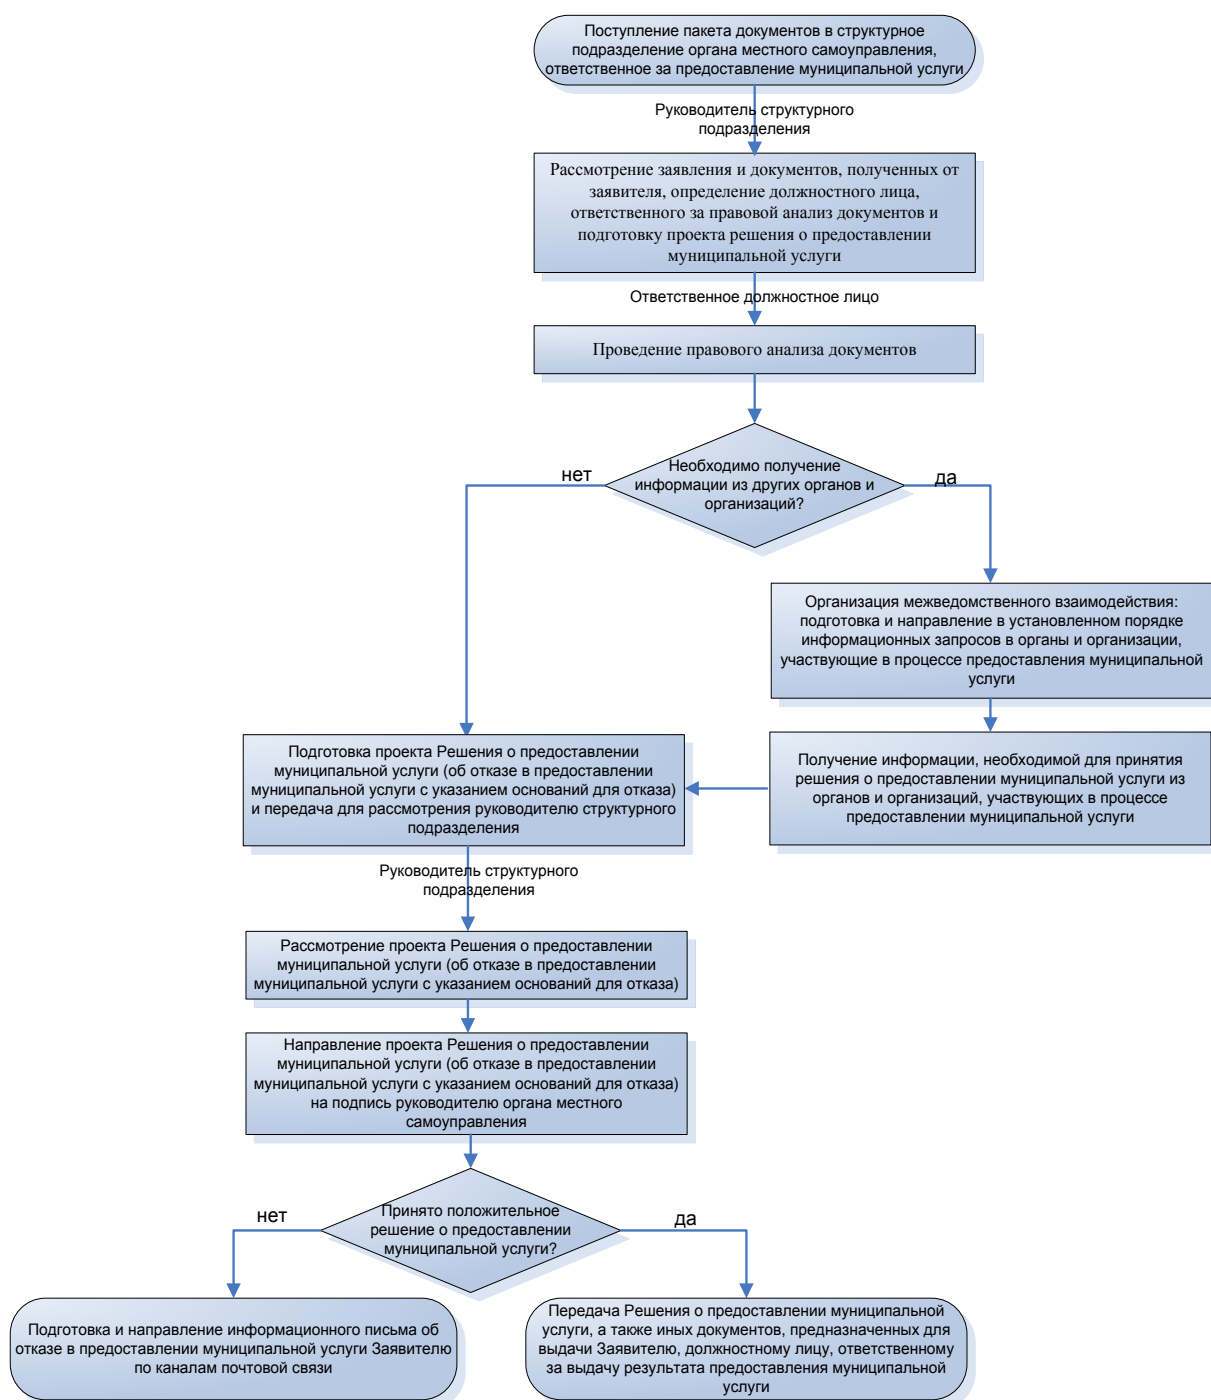 Поступление пакета документов в структурное
подразделение органа местного самоуправления,
ответственное за предоставление муниципальной услуги
Руководитель структурного
подразделения
Рассмотрение заявления и документов, полученных от
заявителя, определение должностного лица,
ответственного за правовой анализ документов и
подготовку проекта решения о предоставлении
муниципальной услуги
Ответственное должностное лицо
Проведение правового анализа документов
Необходимо получение
информации из других органов и
организаций?
нет
да
Организация межведомственного взаимодействия:
подготовка и направление в установленном порядке
информационных запросов в органы и организации,
участвующие в процессе предоставления муниципальной
услуги
Получение информации, необходимой для принятия
решения о предоставлении муниципальной услуги из
органов и организаций, участвующих в процессе
предоставлении муниципальной услуги
Подготовка проекта Решения о предоставлении
муниципальной услуги (об отказе в предоставлении
муниципальной услуги с указанием оснований для отказа)
и передача для рассмотрения руководителю структурного
подразделения
Руководитель структурного
подразделения
Рассмотрение проекта Решения о предоставлении
муниципальной услуги (об отказе в предоставлении
муниципальной услуги с указанием оснований для отказа)
Направление проекта Решения о предоставлении
муниципальной услуги (об отказе в предоставлении
муниципальной услуги с указанием оснований для отказа)
на подпись руководителю органа местного
самоуправления
Принято положительное
решение о предоставлении
муниципальной услуги?
нет
да
Подготовка и направление информационного письма об
отказе в предоставлении муниципальной услуги Заявителю
по каналам почтовой связи
Передача Решения о предоставлении муниципальной
услуги, а также иных документов, предназначенных для
выдачи Заявителю, должностному лицу, ответственному
за выдачу результата предоставления муниципальной
услуги